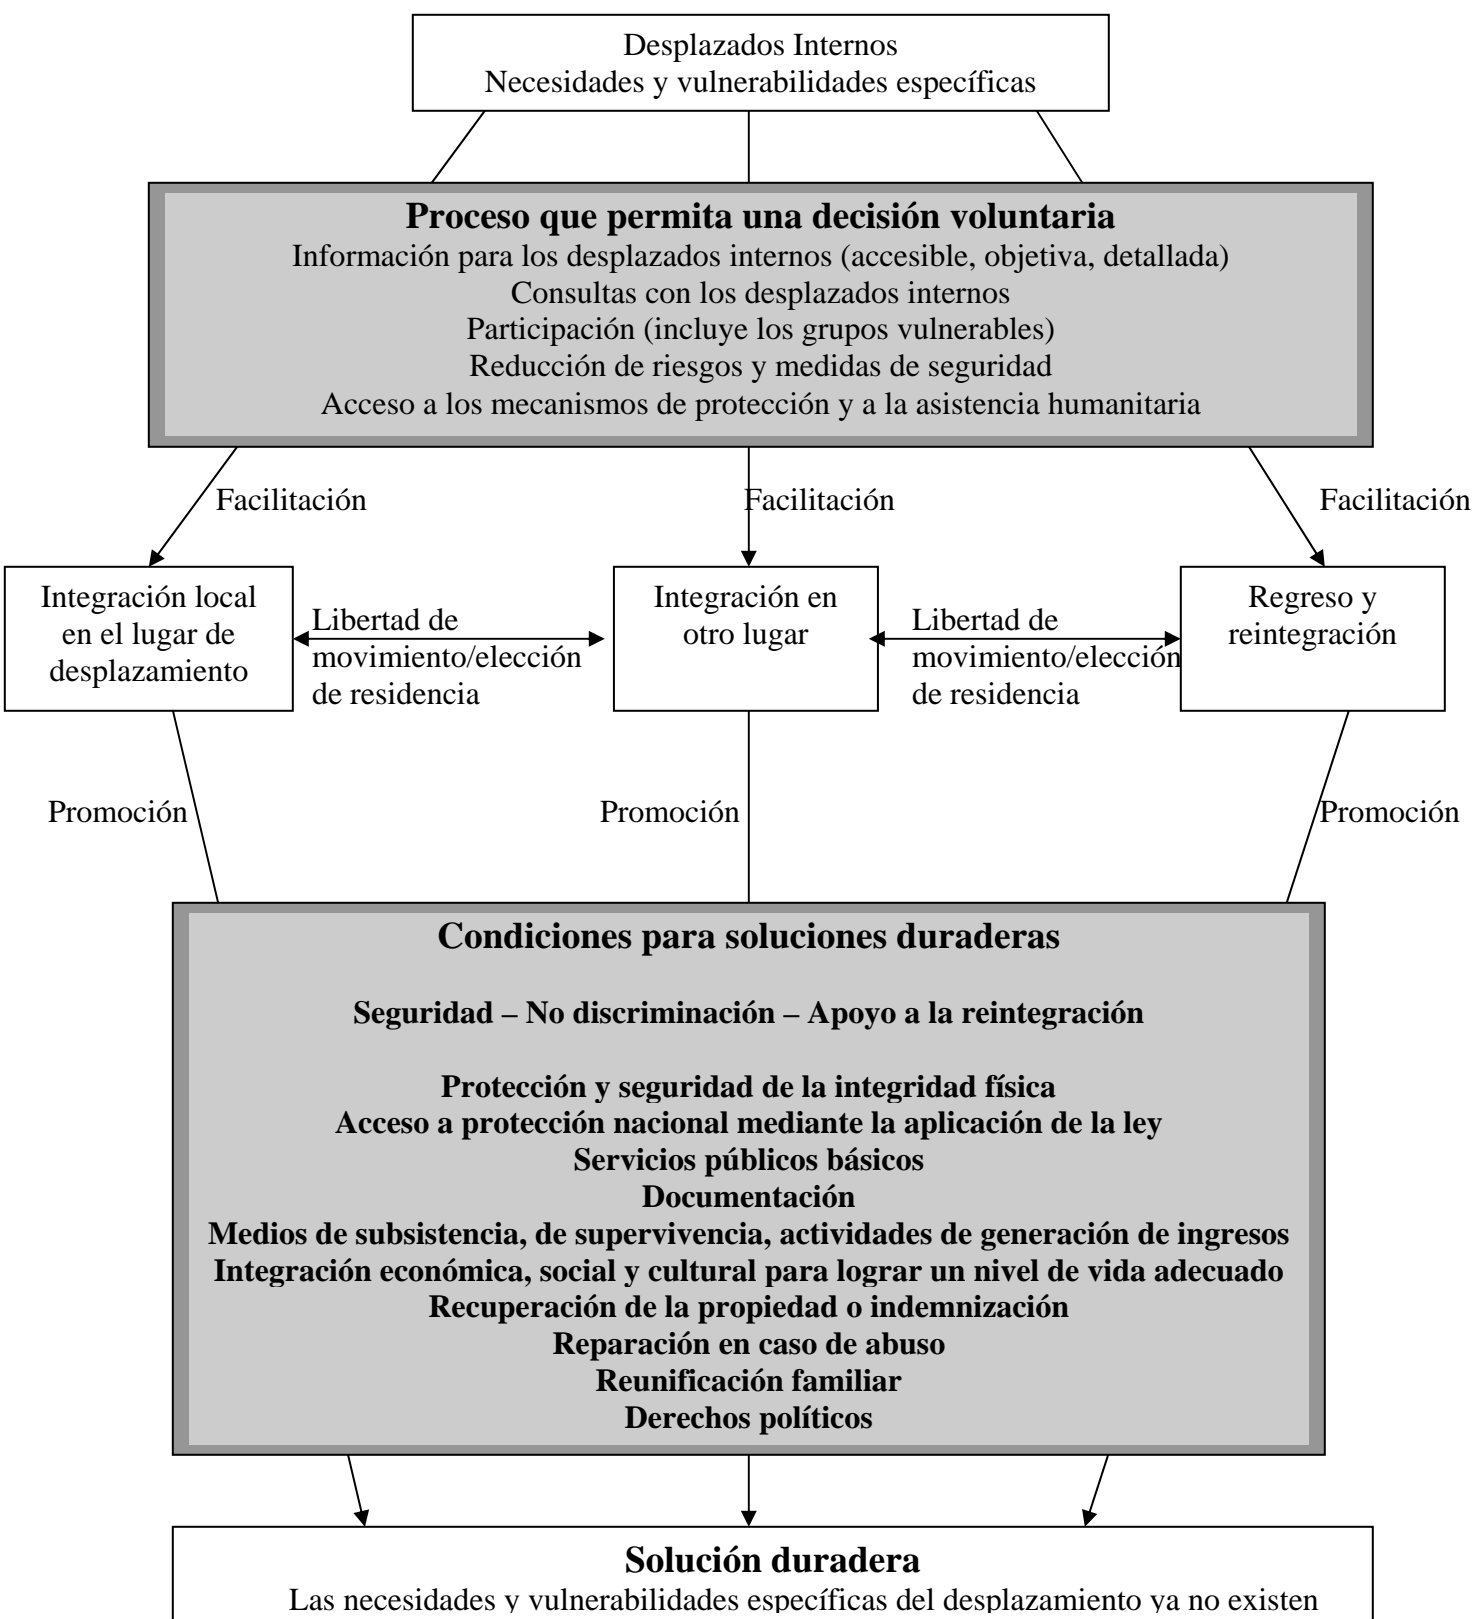 Desplazados Internos
Necesidades y vulnerabilidades específicas
Proceso que permita una decisión voluntaria
Información para los desplazados internos (accesible, objetiva, detallada)
Consultas con los desplazados internos
Participación (incluye los grupos vulnerables)
Reducción de riesgos y medidas de seguridad
Acceso a los mecanismos de protección y a la asistencia humanitaria
Facilitación
Facilitación
Facilitación
Integración local
en el lugar de
desplazamiento
Libertad de
movimiento/elección
de residencia
Integración en
otro lugar
Libertad de
movimiento/elección
de residencia
Regreso y
reintegración
Promoción
Promoción
Promoción
Condiciones para soluciones duraderas
Seguridad – No discriminación – Apoyo a la reintegración
Protección y seguridad de la integridad física
Acceso a protección nacional mediante la aplicación de la ley
Servicios públicos básicos
Documentación
Medios de subsistencia, de supervivencia, actividades de generación de ingresos
Integración económica, social y cultural para lograr un nivel de vida adecuado
Recuperación de la propiedad o indemnización
Reparación en caso de abuso
Reunificación familiar
Derechos políticos
Solución duradera
Las necesidades y vulnerabilidades específicas del desplazamiento ya no existen